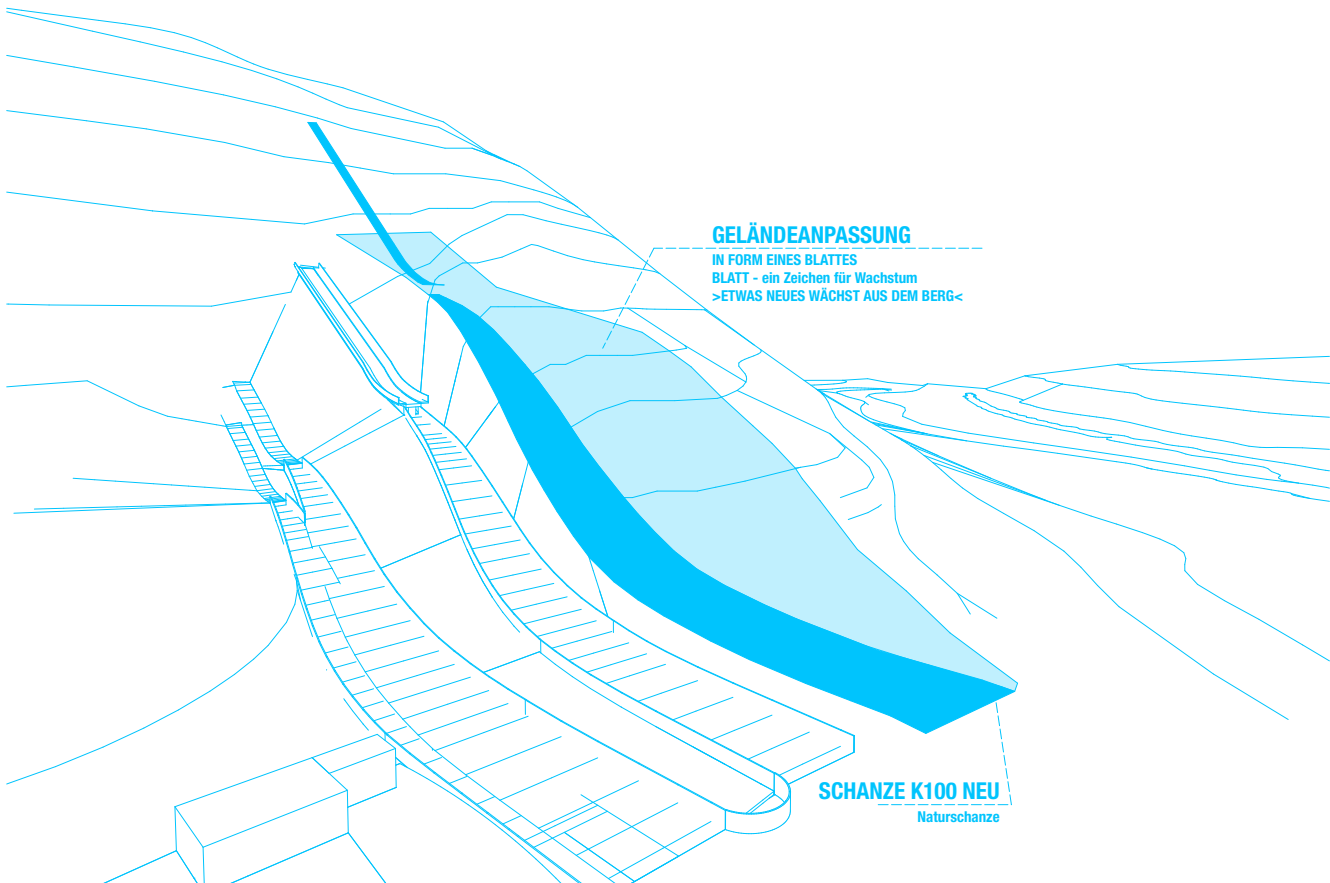 GELÄNDEANPASSUNG
IN FORM EINES BLATTES
BLATT - ein Zeichen für Wachstum
>ETWAS NEUES WÄCHST AUS DEM BERG<
SCHANZE K100 NEU
Naturschanze